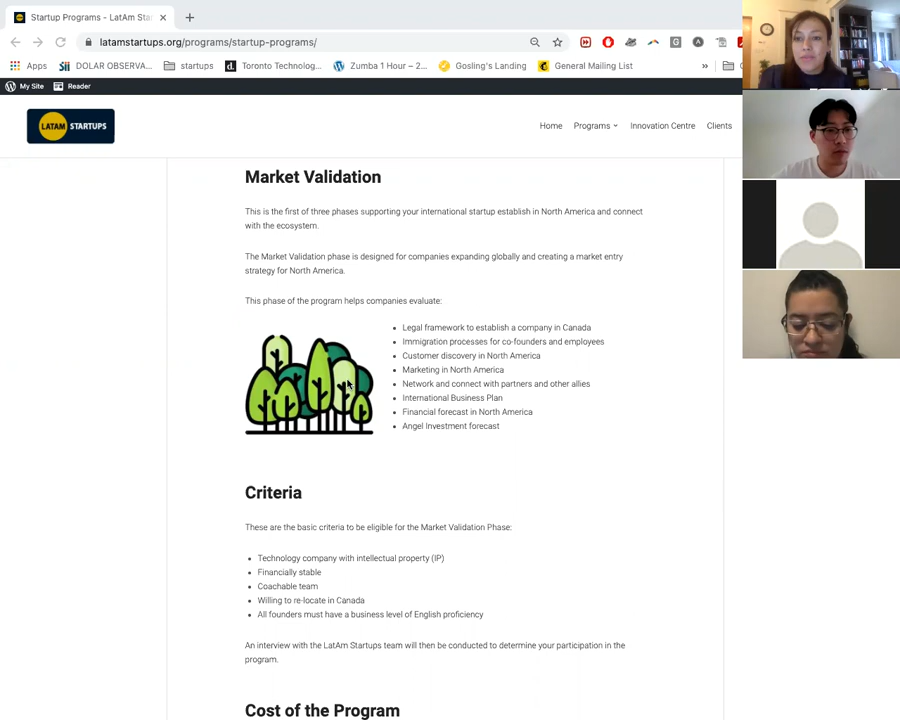 Startup Programs - LatAm Sta
latamstartups.org/programs/startup-programs/
Apps
DOLAR OBSERVA...
startups
Toronto Technolog...
Zumba 1 Hour – 2...
Gosling's Landing
General Mailing List
»
My Site
Reader
LATAM STARTUPS
Home
Programs
Innovation Centre
Clients
Market Validation
This is the first of three phases supporting your international startup establish in North America and connect
with the ecosystem.
The Market Validation phase is designed for companies expanding globally and creating a market entry
strategy for North America.
This phase of the program helps companies evaluate:
Legal framework to establish a company in Canada
Immigration processes for co-founders and employees
Customer discovery in North America
Marketing in North America
Network and connect with partners and other allies
International Business Plan
Financial forecast in North America
Angel Investment forecast
Criteria
These are the basic criteria to be eligible for the Market Validation Phase:
Technology company with intellectual property (IP)
Financially stable
Coachable team
Willing to re-locate in Canada
All founders must have a business level of English proficiency
An interview with the LatAm Startups team will then be conducted to determine your participation in the
program.
Cost of the Program